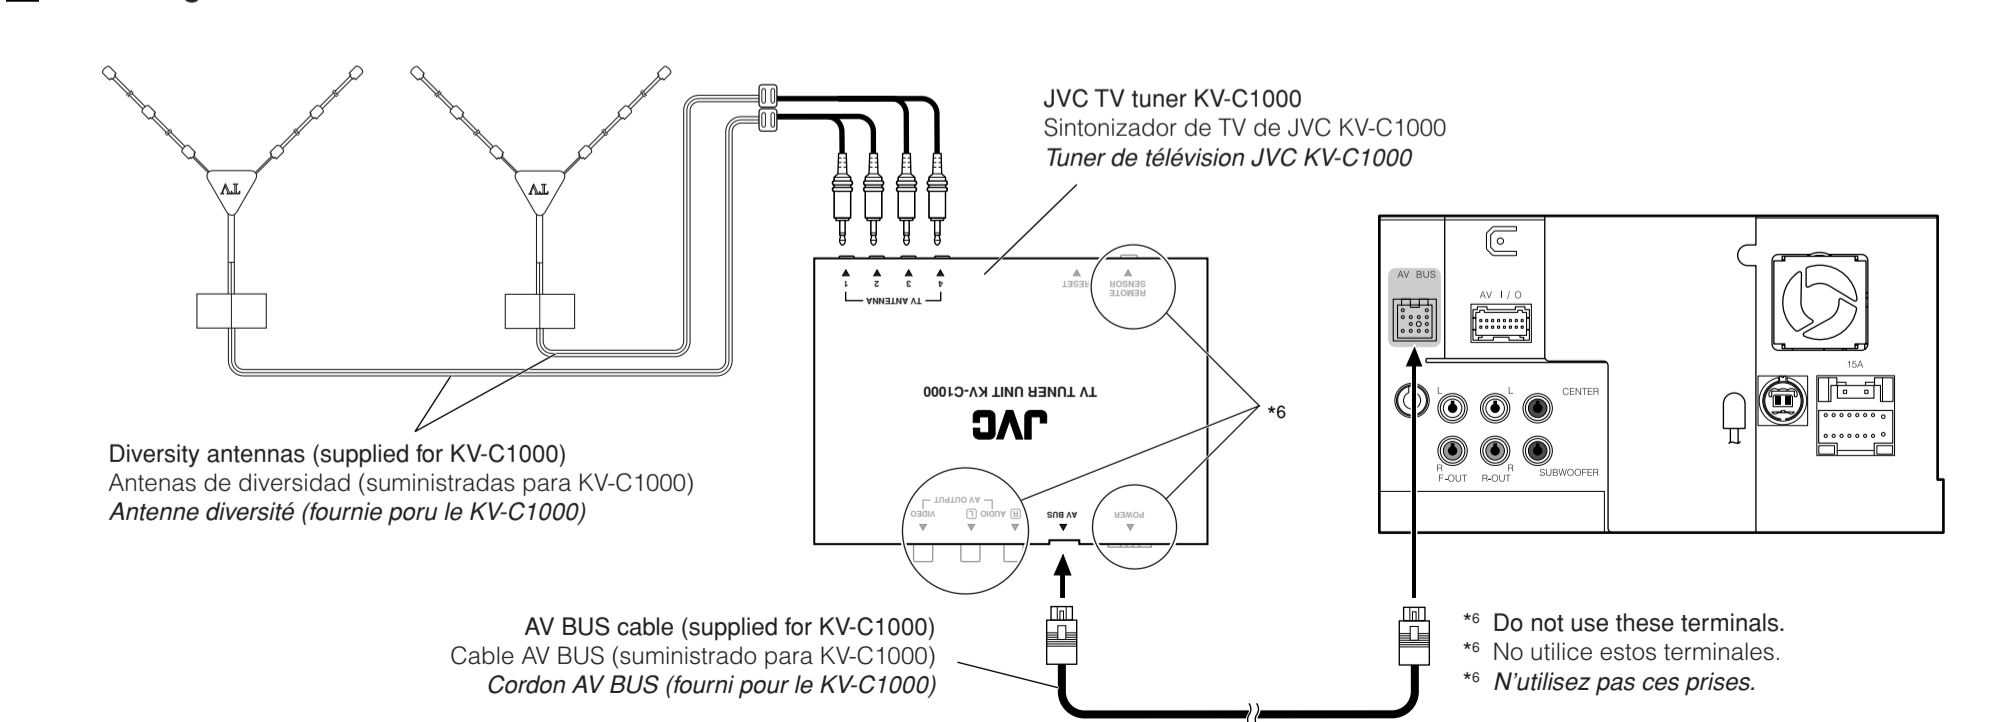 JVC TV tuner KV-C1000
Sintonizador de TV de JVC KV-C1000
Tuner de télévision JVC KV-C1000
TV
TV
1 2 3 4
TV ANTENNA
RESET
REMOTE
SENSOR
TV TUNER UNIT KV-C1000
JVC
*6
AV OUTPUT
VIDEO
L AUDIO R
AV BUS
POWER
AV BUS
AV I / O
15A
L
L
CENTER
R
R
F-OUT
R-OUT
SUBWOOFER
Diversity antennas (supplied for KV-C1000)
Antenas de diversidad (suministradas para KV-C1000)
Antenne diversité (fournie poru le KV-C1000)
AV BUS cable (supplied for KV-C1000)
Cable AV BUS (suministrado para KV-C1000)
Cordon AV BUS (fourni pour le KV-C1000)
*6 Do not use these terminals.
*6 No utilice estos terminales.
*6 N’utilisez pas ces prises.